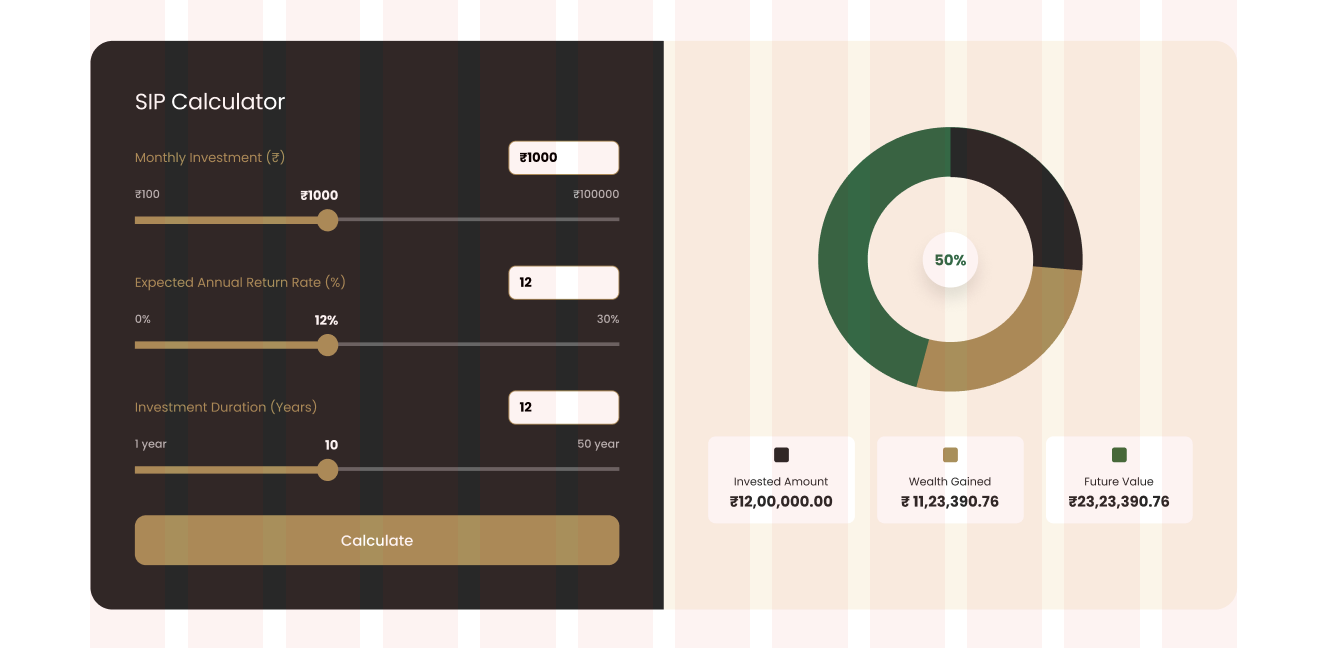 SIP Calculator
Monthly Investment (₹)
₹1000
₹100
₹1000
₹100000
Expected Annual Return Rate (%)
12
0%
12%
30%
Investment Duration (Years)
12
1 year
10
50 year
Calculate
50%
Invested Amount
₹12,00,000.00
Wealth Gained
₹ 11,23,390.76
Future Value
₹23,23,390.76